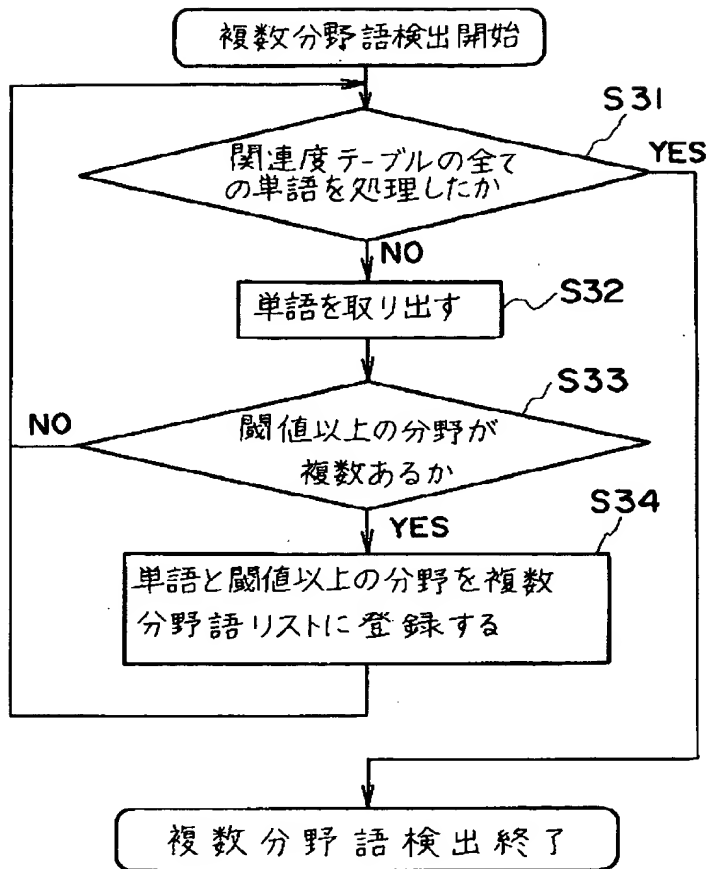 複数分野語検出開始
S31
関連度テーブルの全て
の単語を処理したか
YES
NO
単語を取り出す
S32
S33
NO
閾値以上の分野が
複数あるか
YES
S34
単語と閾値以上の分野を複数
分野語リストに登録する
複数分野語検出終了